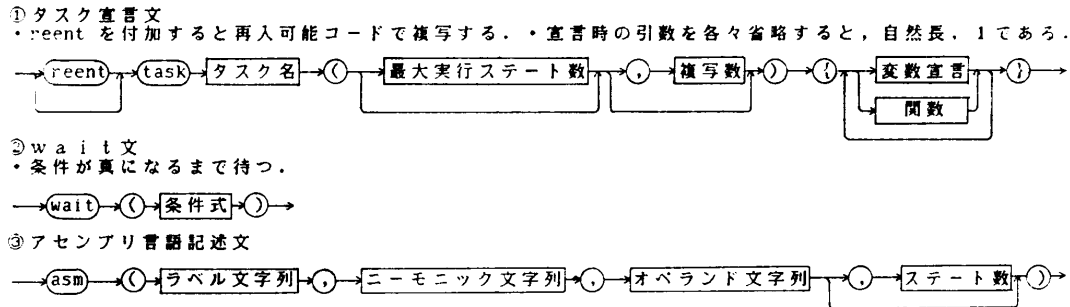 ①タスク宣言文
・reent を付加すると再入可能コードで複写する．・宣言時の引数を各々省略すると，自然長，1である．
reent task タスク名 ( 最大実行ステート数 , 複写数 ) { 変数宣言 }
関数
②ｗａｉｔ文
・条件が真になるまで待つ．
wait ( 条件式 )
③アセンブリ言語記述文
asm ( ラベル文字列 , ニーモニック文字列 , オペランド文字列 , ステート数 )